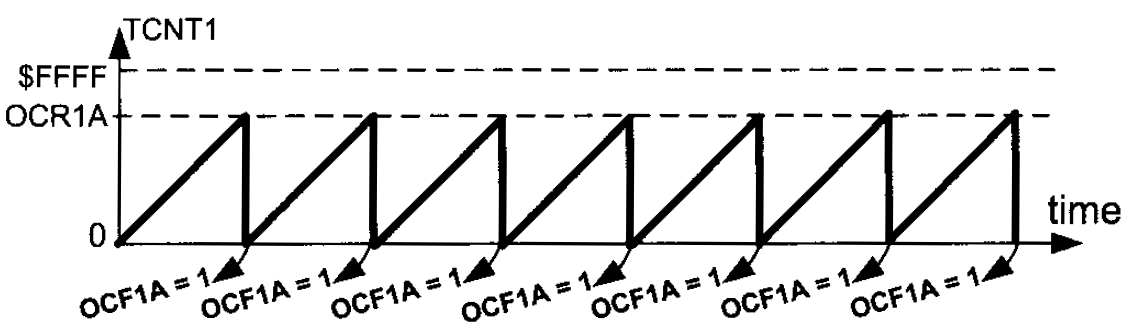 TCNT1
$FFFF
OCR1A
0
time
OCF1A = 1
OCF1A = 1
OCF1A = 1
OCF1A = 1
OCF1A = 1
OCF1A = 1
OCF1A = 1